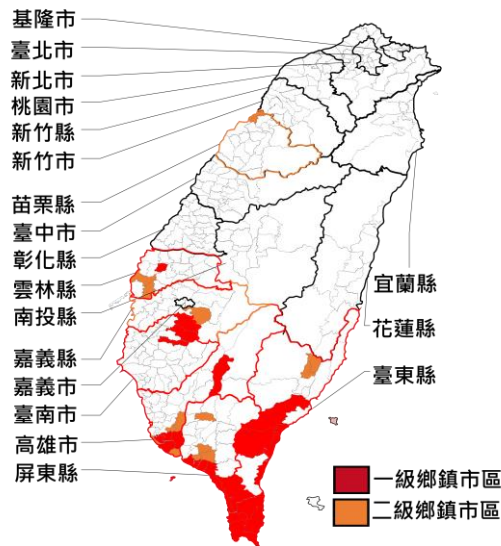 基隆市
臺北市
新北市
桃園市
新竹縣
新竹市
苗栗縣
臺中市
彰化縣
雲林縣
南投縣
嘉義縣
嘉義市
臺南市
高雄市
屏東縣
宜蘭縣
花蓮縣
臺東縣
一級鄉鎮市區
二級鄉鎮市區